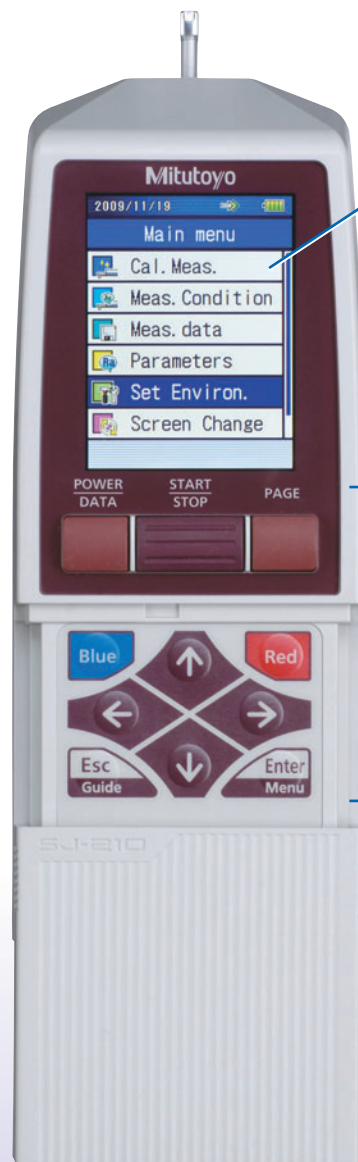 Mitutoyo
2009/11/19
Main menu
Cal.Meas.
Meas.Condition
Meas.data
Ra Parameters
Set Environ.
Screen Change
POWER START PAGE
DATA STOP
Blue Red
Esc Enter
Guide Menu
SJ-210